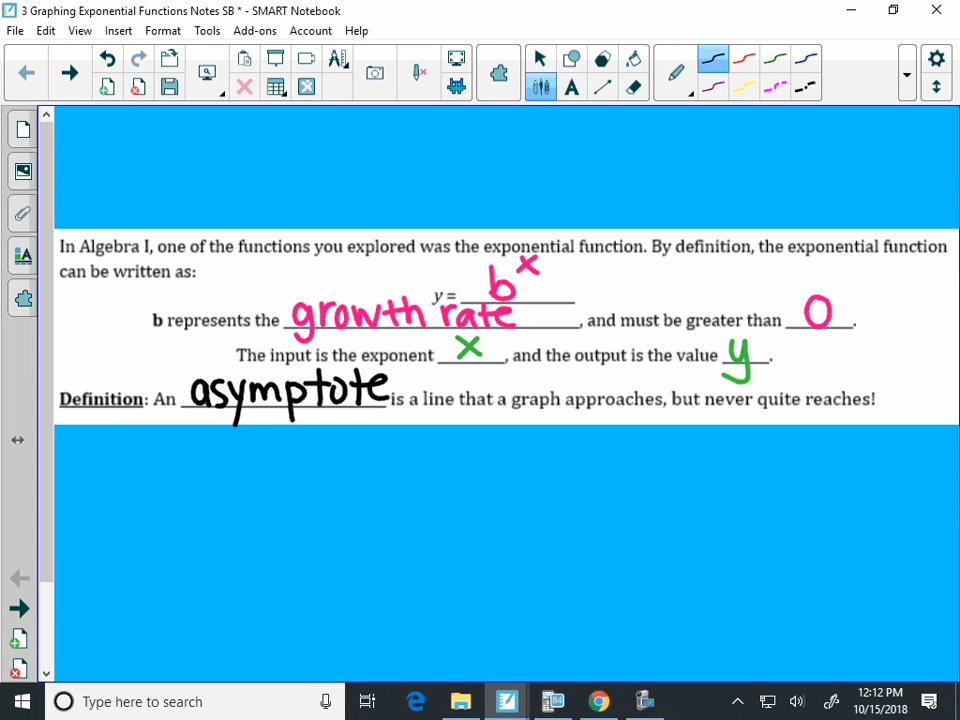 3 Graphing Exponential Functions Notes SB * - SMART Notebook
File Edit View Insert Format Tools Add-ons Account Help
In Algebra I, one of the functions you explored was the exponential function. By definition, the exponential function
can be written as:
y = b^x
b represents the growth rate, and must be greater than 0.
The input is the exponent x, and the output is the value y.
Definition: An asymptote is a line that a graph approaches, but never quite reaches!
Type here to search
12:12 PM
10/15/2018